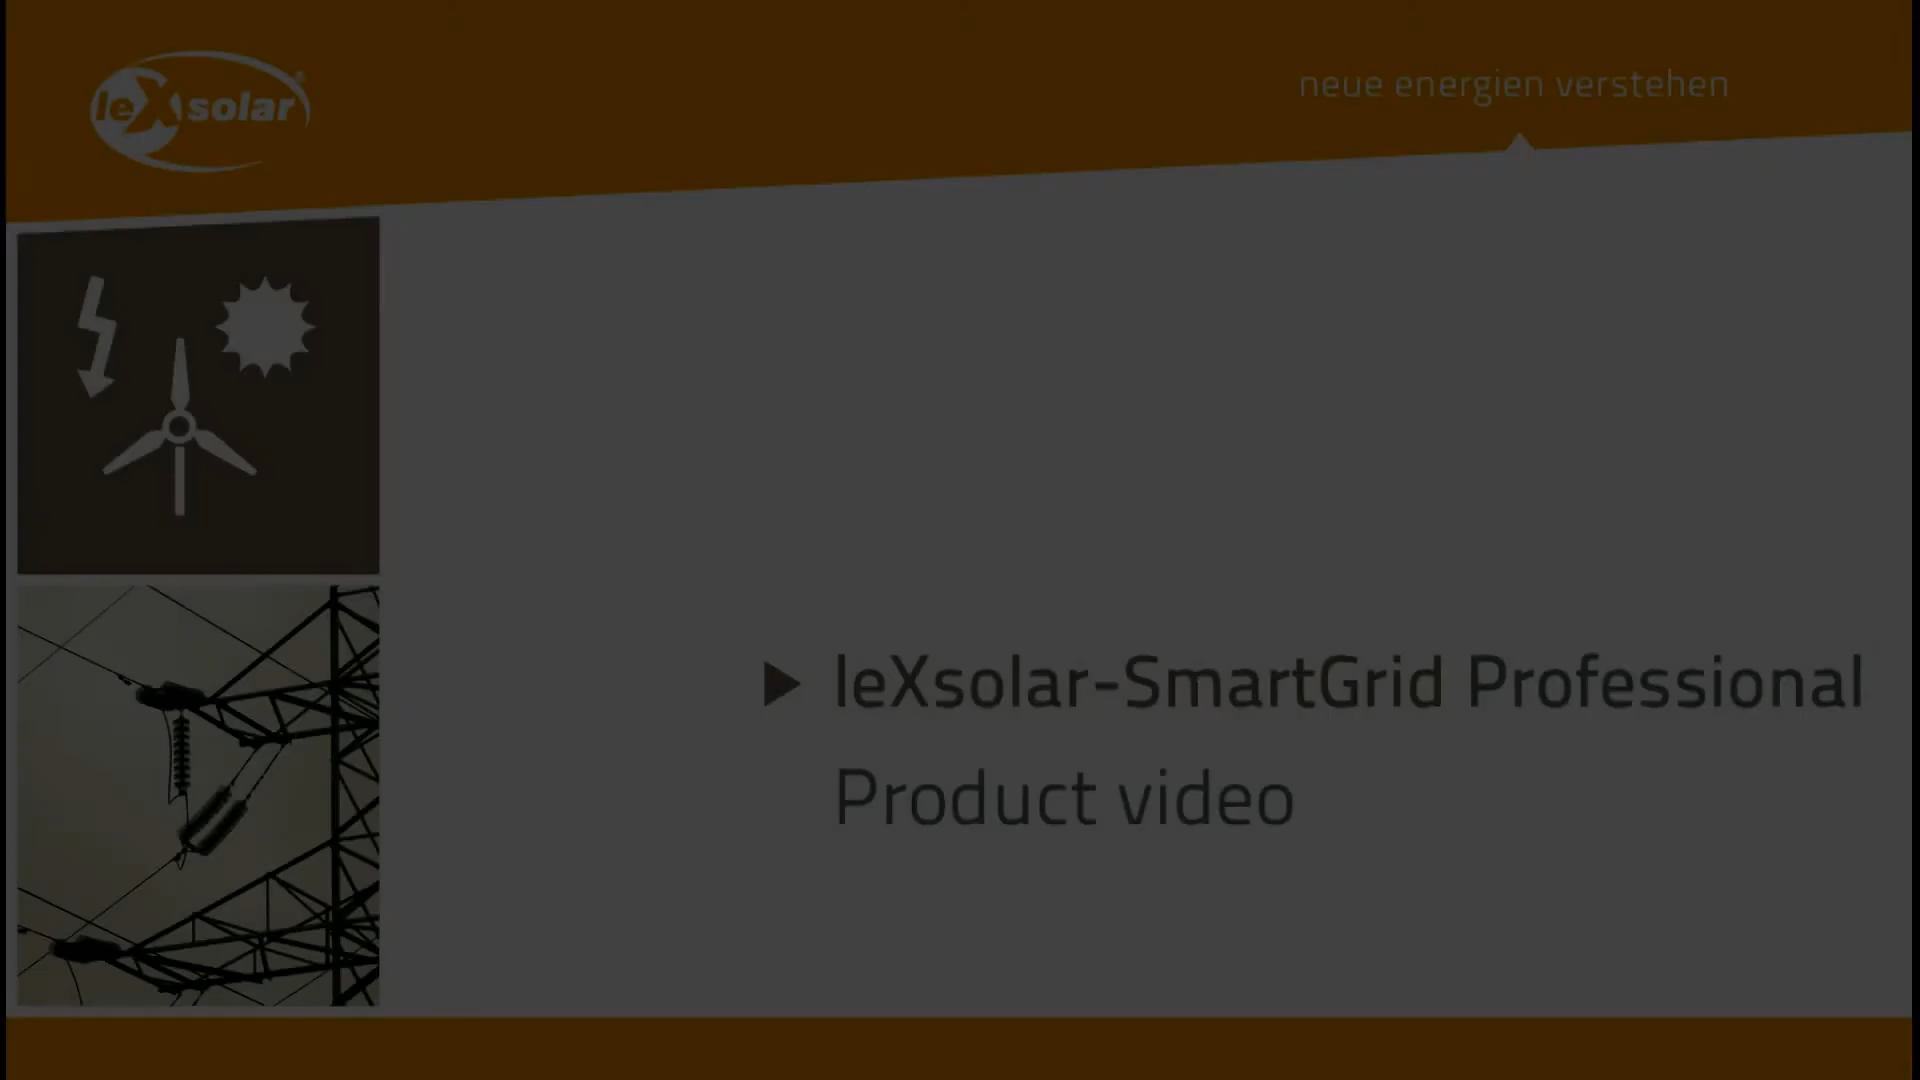 leXsolar®
neue energien verstehen
leXsolar-SmartGrid Professional
Product video